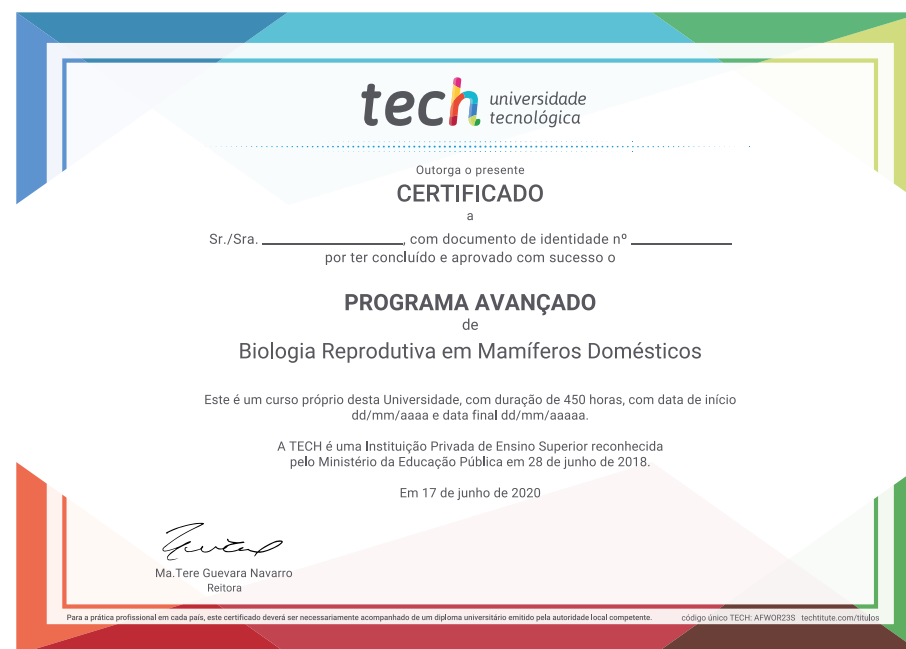 tech universidade
tecnológica
Outorga o presente
CERTIFICADO
a
Sr./Sra. ____________________, com documento de identidade nº ______________
por ter concluído e aprovado com sucesso o
PROGRAMA AVANÇADO
de
Biologia Reprodutiva em Mamíferos Domésticos
Este é um curso próprio desta Universidade, com duração de 450 horas, com data de início
dd/mm/aaaa e data final dd/mm/aaaaa.
A TECH é uma Instituição Privada de Ensino Superior reconhecida
pelo Ministério da Educação Pública em 28 de junho de 2018.
Em 17 de junho de 2020
Ma.Tere Guevara Navarro
Reitora
Para a prática profissional em cada país, este certificado deverá ser necessariamente acompanhado de um diploma universitário emitido pela autoridade local competente. código único TECH: AFWOR23S techtitute.com/titulos